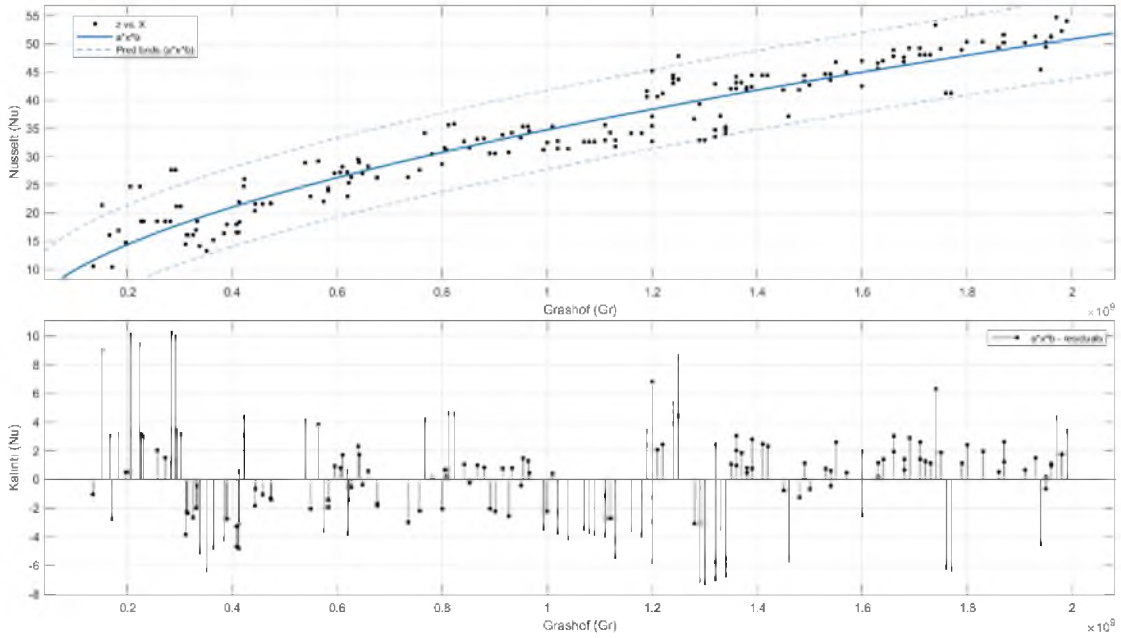 55
50
45
40
35
30
25
20
15
10
Nusselt (Nu)
z vs. X
a*x^b
Pred bnds (a*x^b)
0.2 0.4 0.6 0.8 1 1.2 1.4 1.6 1.8 2
Grashof (Gr)
×10⁹
10
8
6
4
2
0
-2
-4
-6
-8
Kalıntı (Nu)
a*x^b - residuals
0.2 0.4 0.6 0.8 1 1.2 1.4 1.6 1.8 2
Grashof (Gr)
×10⁹